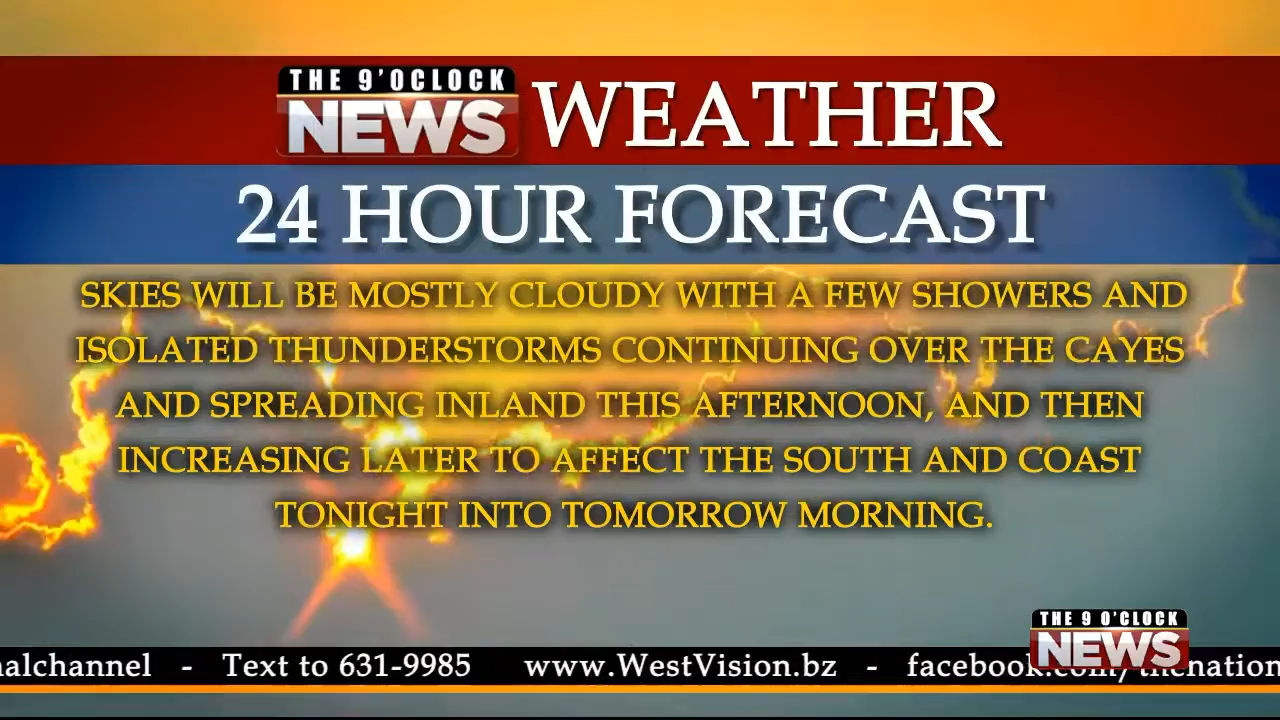 THE 9'OCLOCK
NEWS WEATHER
24 HOUR FORECAST
SKIES WILL BE MOSTLY CLOUDY WITH A FEW SHOWERS AND
ISOLATED THUNDERSTORMS CONTINUING OVER THE CAYES
AND SPREADING INLAND THIS AFTERNOON, AND THEN
INCREASING LATER TO AFFECT THE SOUTH AND COAST
TONIGHT INTO TOMORROW MORNING.
THE 9 O'CLOCK
NEWS
nalchannel - Text to 631-9985 www.WestVision.bz - facebook.com/thenation